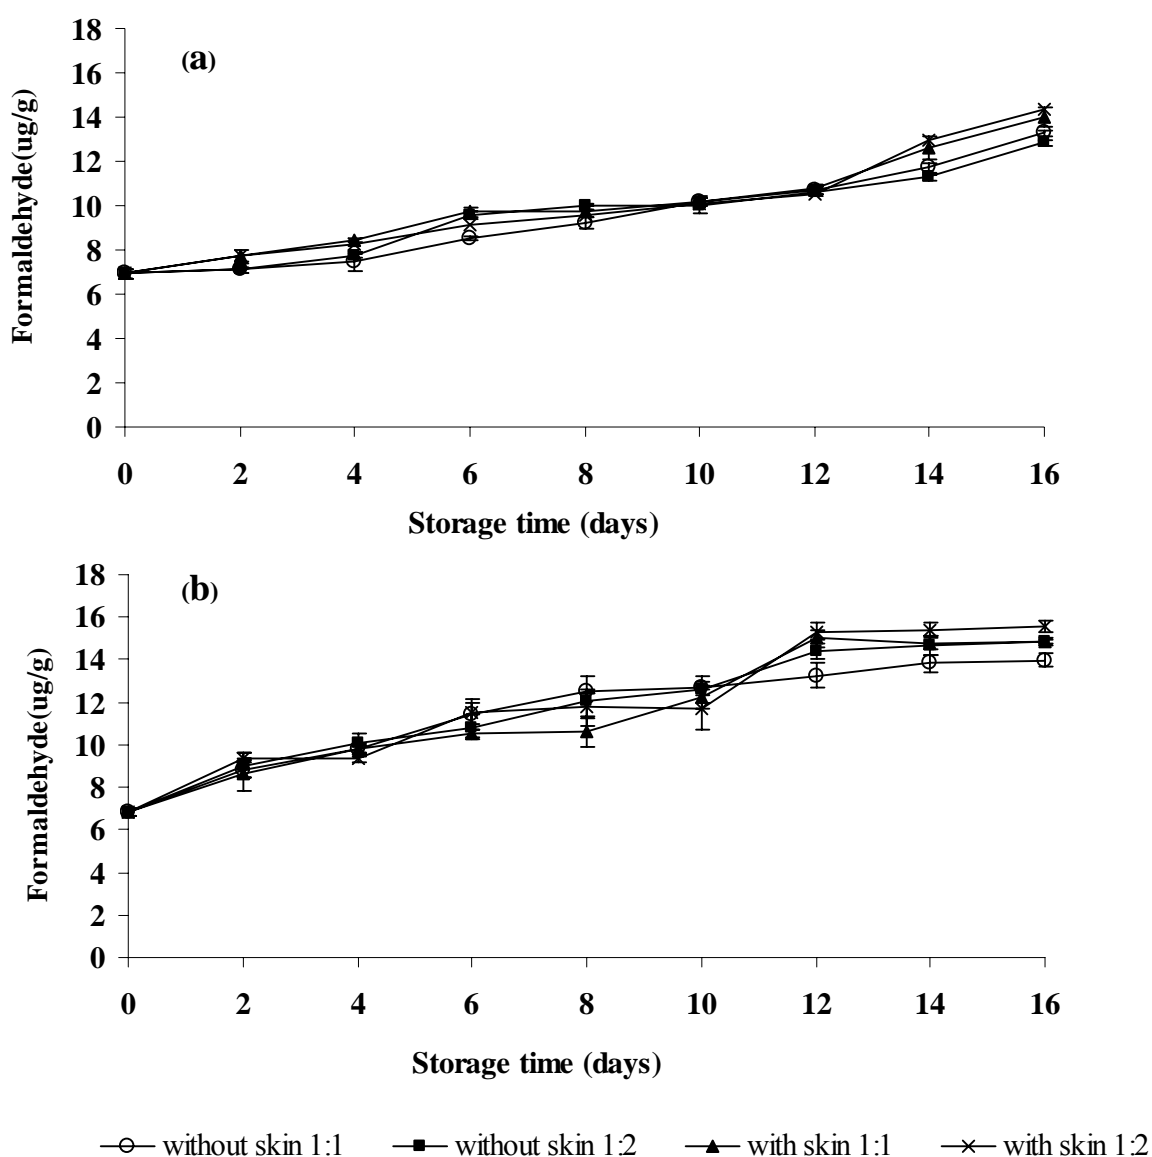 (a)
Formaldehyde(ug/g)
18
16
14
12
10
8
6
4
2
0
0 2 4 6 8 10 12 14 16
Storage time (days)
(b)
Formaldehyde(ug/g)
18
16
14
12
10
8
6
4
2
0
0 2 4 6 8 10 12 14 16
Storage time (days)
without skin 1:1 without skin 1:2 with skin 1:1 with skin 1:2